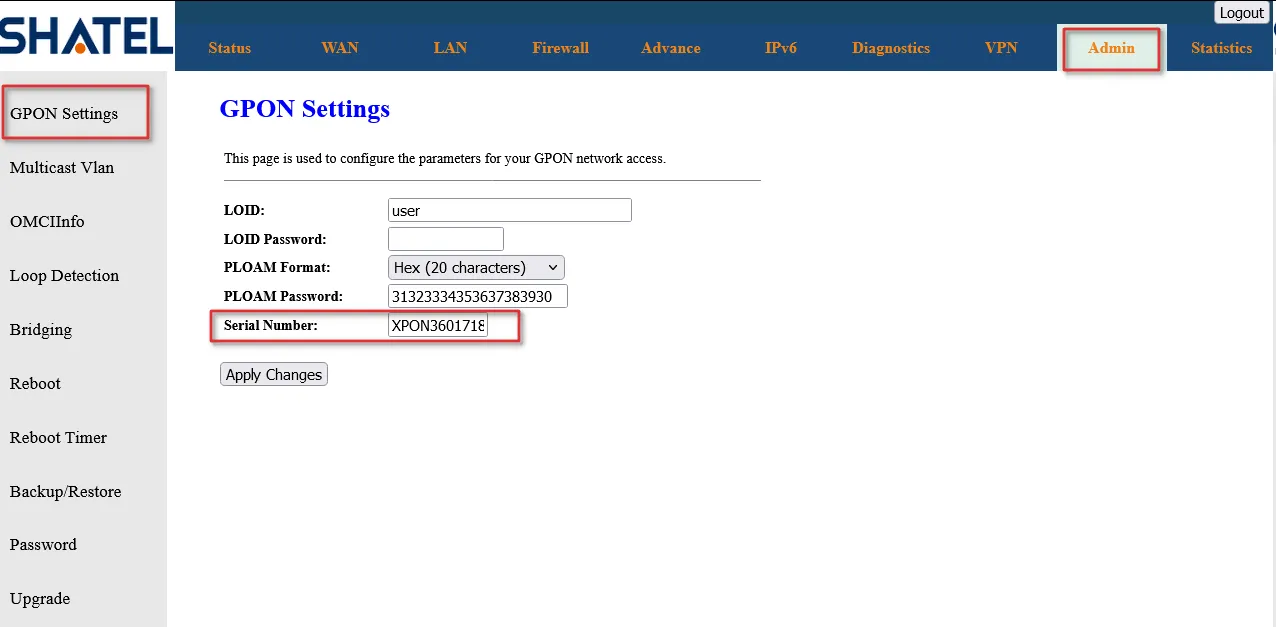 Logout
SHATEL
Status WAN LAN Firewall Advance IPv6 Diagnostics VPN Admin Statistics
GPON Settings
Multicast Vlan
OMCIInfo
Loop Detection
Bridging
Reboot
Reboot Timer
Backup/Restore
Password
Upgrade
GPON Settings
This page is used to configure the parameters for your GPON network access.
LOID: user
LOID Password:
PLOAM Format: Hex (20 characters)
PLOAM Password: 31323334353637383930
Serial Number: XPON3601718
Apply Changes